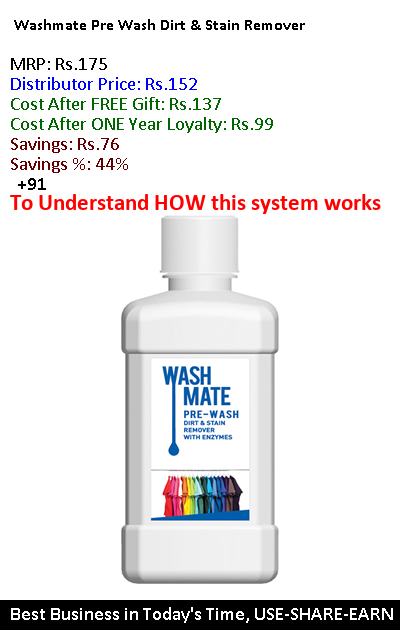 Washmate Pre Wash Dirt & Stain Remover
MRP: Rs.175
Distributor Price: Rs.152
Cost After FREE Gift: Rs.137
Cost After ONE Year Loyalty: Rs.99
Savings: Rs.76
Savings %: 44%
+91
To Understand HOW this system works
WASH
MATE
PRE-WASH
DIRT & STAIN
REMOVER
WITH ENZYMES
Best Business in Today's Time, USE-SHARE-EARN